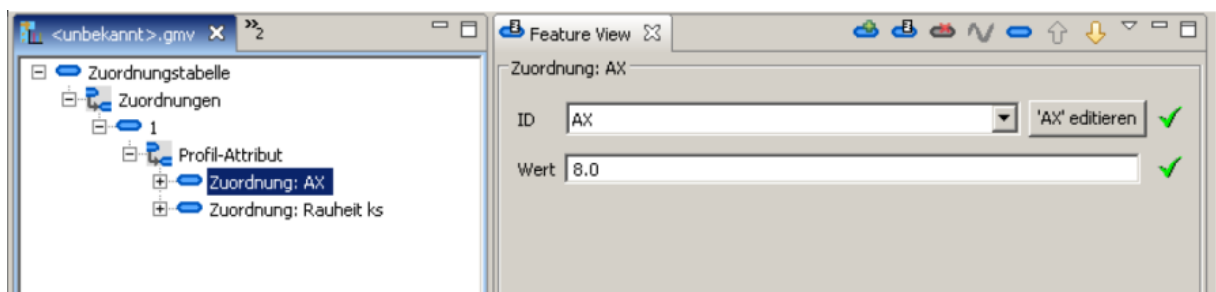 <unbekannt>.gmv
»2
Zuordnungstabelle
Zuordnungen
1
Profil-Attribut
Zuordnung: AX
Zuordnung: Rauheit ks
Feature View
Zuordnung: AX
ID AX 'AX' editieren
Wert 8.0